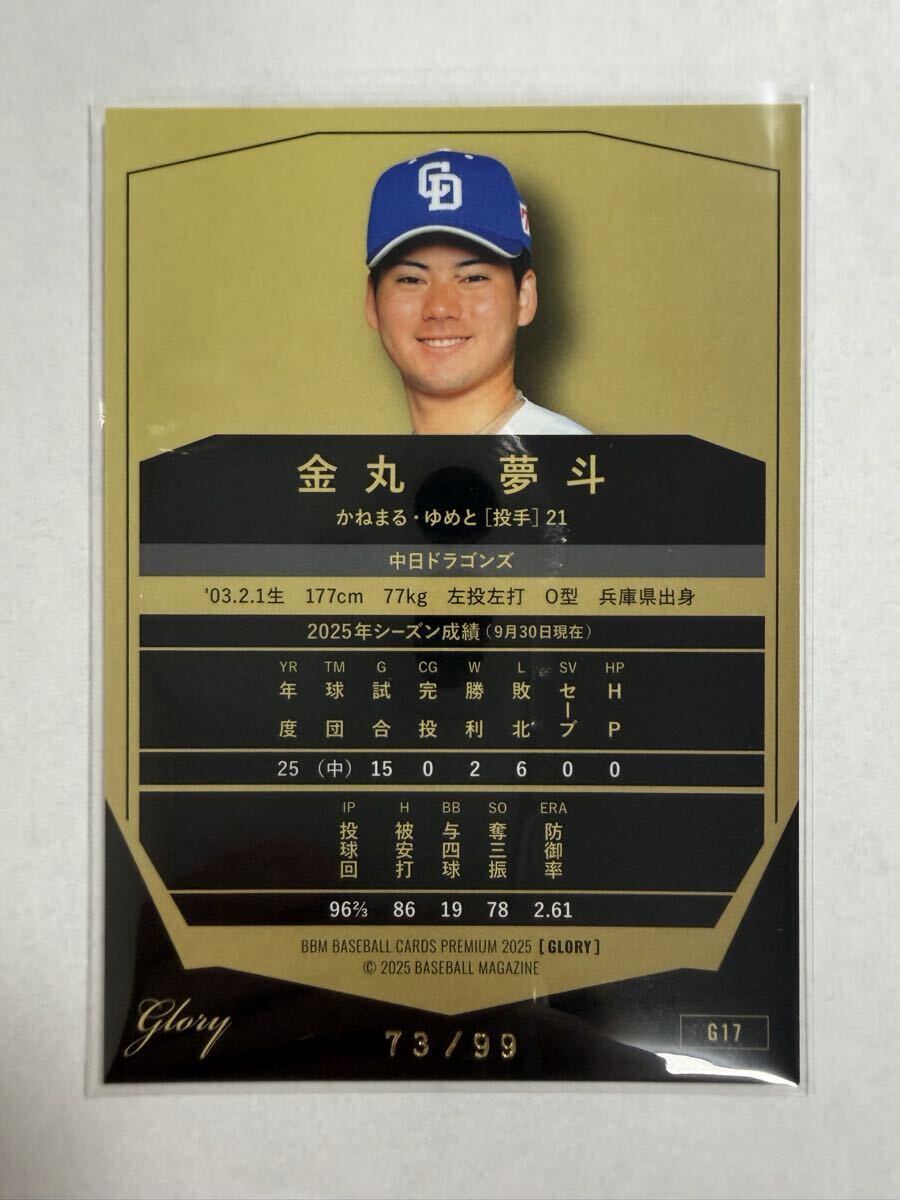 CD
金丸 夢斗
かねまる・ゆめと [投手] 21
中日ドラゴンズ
'03.2.1生 177cm 77kg 左投左打 O型 兵庫県出身
2025年シーズン成績(9月30日現在)
YR TM G CG W L SV HP
年度 球団 試合 完投 勝利 敗北 セーブ HP
25 (中) 15 0 2 6 0 0
IP H BB SO ERA
投球回 被安打 与四球 奪三振 防御率
96⅔ 86 19 78 2.61
BBM BASEBALL CARDS PREMIUM 2025 [GLORY]
© 2025 BASEBALL MAGAZINE
Glory 73/99 G17